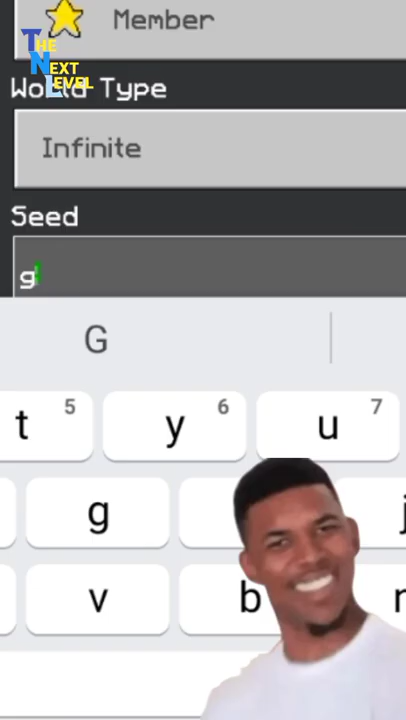 Member
THE
NEXT
LEVEL
World Type
Infinite
Seed
g
G
t 5 y 6 u 7
g j
v b